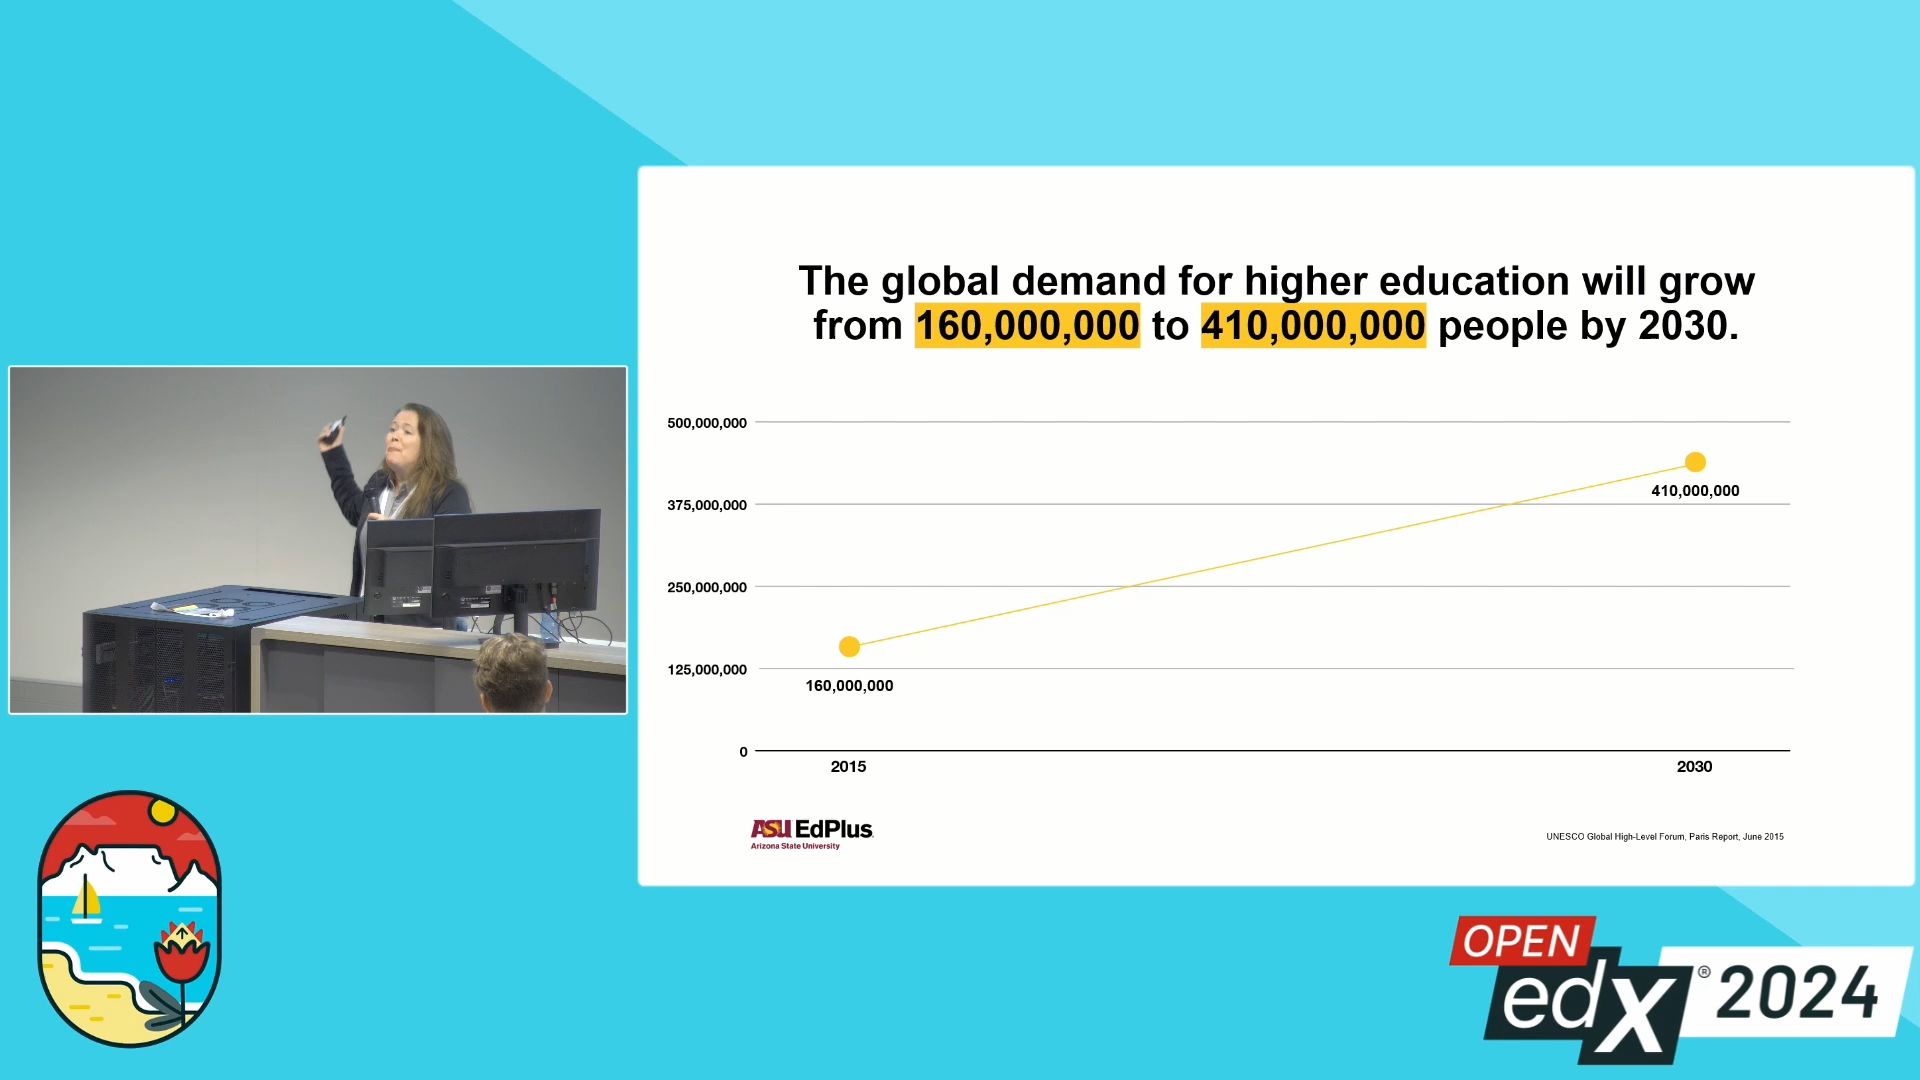 The global demand for higher education will grow
from 160,000,000 to 410,000,000 people by 2030.
500,000,000
375,000,000
250,000,000
125,000,000
0
410,000,000
160,000,000
2015
2030
ASU EdPlus
Arizona State University
UNESCO Global High-Level Forum, Paris Report, June 2015
OPEN
edX® 2024